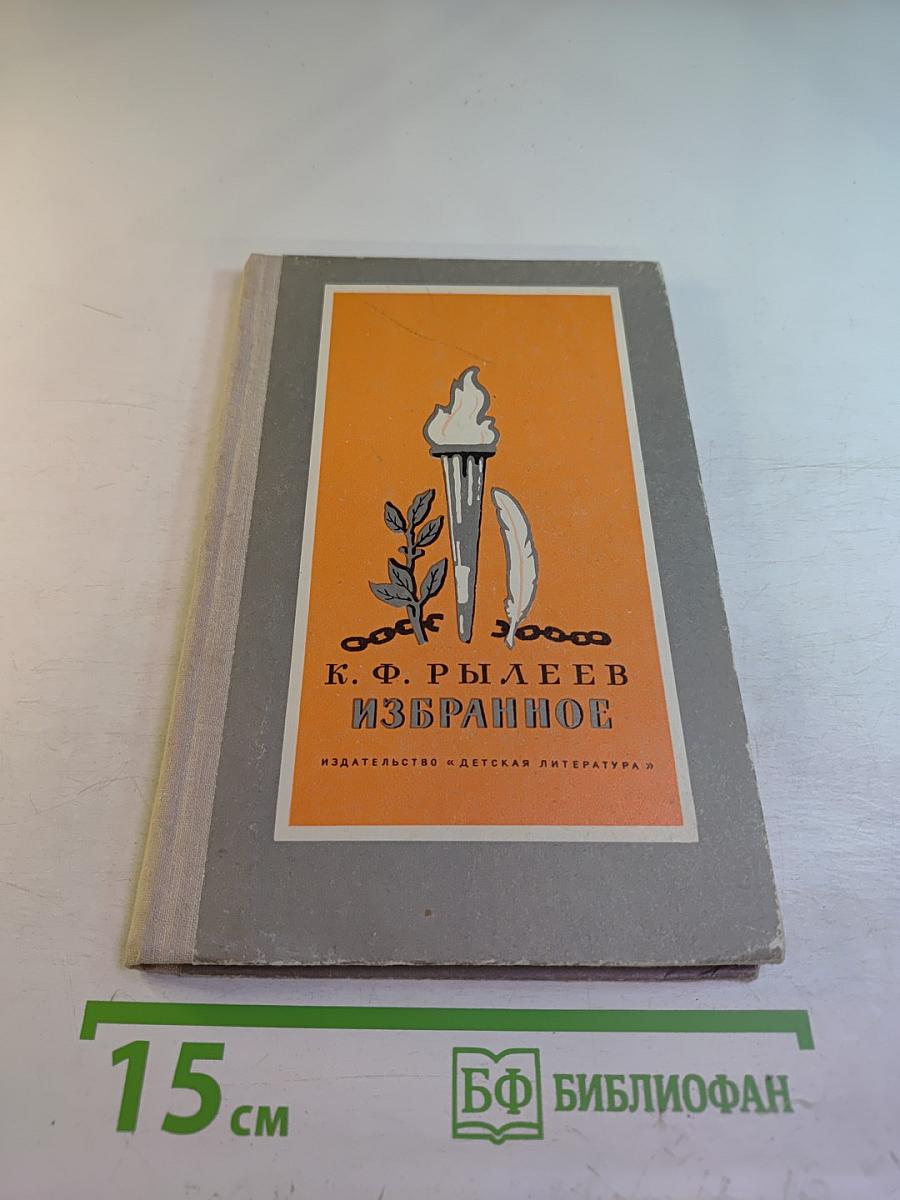 К. Ф. РЫЛЕЕВ
ИЗБРАННОЕ
ИЗДАТЕЛЬСТВО «ДЕТСКАЯ ЛИТЕРАТУРА»
15 см
БФ БИБЛИОФАН